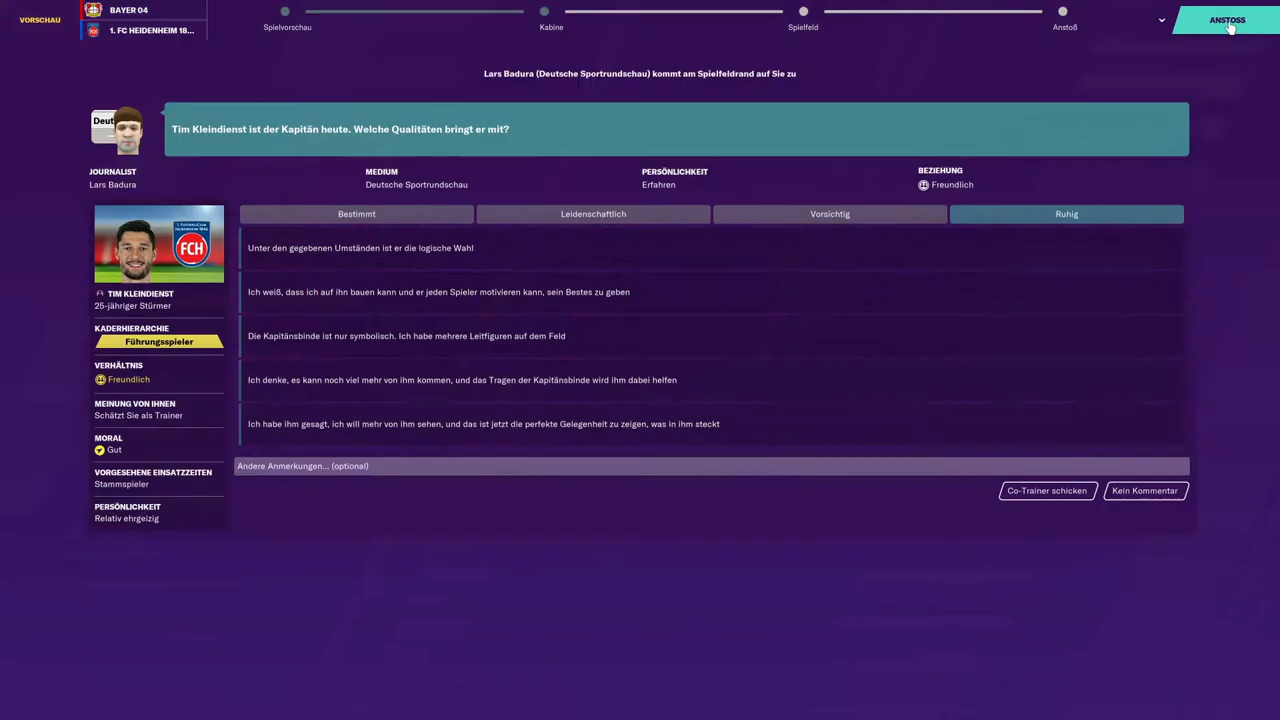 VORSCHAU
BAYER 04
1. FC HEIDENHEIM 18...
Spielvorschau
Kabine
Spielfeld
Anstoß
ANSTOSS
Lars Badura (Deutsche Sportrundschau) kommt am Spielfeldrand auf Sie zu
Deut
Tim Kleindienst ist der Kapitän heute. Welche Qualitäten bringt er mit?
JOURNALIST
Lars Badura
MEDIUM
Deutsche Sportrundschau
PERSÖNLICHKEIT
Erfahren
BEZIEHUNG
Freundlich
Bestimmt
Leidenschaftlich
Vorsichtig
Ruhig
FCH
TIM KLEINDIENST
25-jähriger Stürmer
KADERHIERARCHIE
Führungsspieler
VERHÄLTNIS
Freundlich
MEINUNG VON IHNEN
Schätzt Sie als Trainer
MORAL
Gut
VORGESEHENE EINSATZZEITEN
Stammspieler
PERSÖNLICHKEIT
Relativ ehrgeizig
Unter den gegebenen Umständen ist er die logische Wahl
Ich weiß, dass ich auf ihn bauen kann und er jeden Spieler motivieren kann, sein Bestes zu geben
Die Kapitänsbinde ist nur symbolisch. Ich habe mehrere Leitfiguren auf dem Feld
Ich denke, es kann noch viel mehr von ihm kommen, und das Tragen der Kapitänsbinde wird ihm dabei helfen
Ich habe ihm gesagt, ich will mehr von ihm sehen, und das ist jetzt die perfekte Gelegenheit zu zeigen, was in ihm steckt
Andere Anmerkungen... (optional)
Co-Trainer schicken
Kein Kommentar